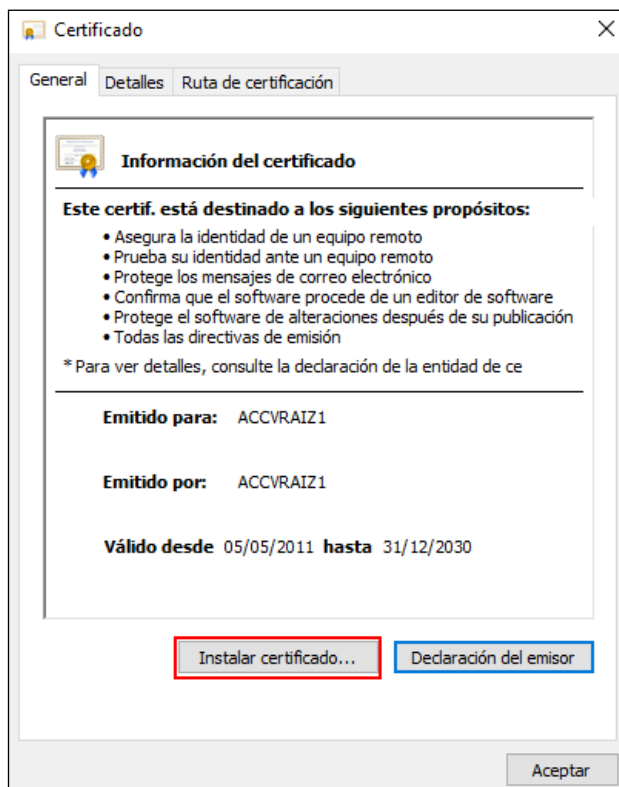 Certificado
General Detalles Ruta de certificación
Información del certificado
Este certif. está destinado a los siguientes propósitos:
• Asegura la identidad de un equipo remoto
• Prueba su identidad ante un equipo remoto
• Protege los mensajes de correo electrónico
• Confirma que el software procede de un editor de software
• Protege el software de alteraciones después de su publicación
• Todas las directivas de emisión
* Para ver detalles, consulte la declaración de la entidad de ce
Emitido para: ACCVRAIZ1
Emitido por: ACCVRAIZ1
Válido desde 05/05/2011 hasta 31/12/2030
Instalar certificado... Declaración del emisor
Aceptar